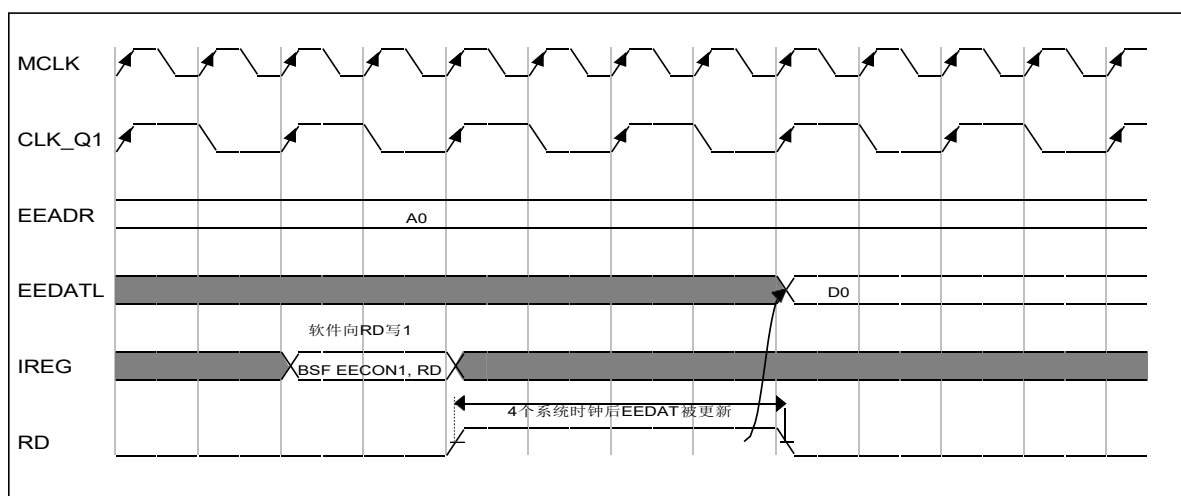 MCLK
CLK_Q1
EEADR
A0
EEDATL
D0
软件向RD写1
IREG
BSF EECON1, RD
4个系统时钟后EEDAT被更新
RD